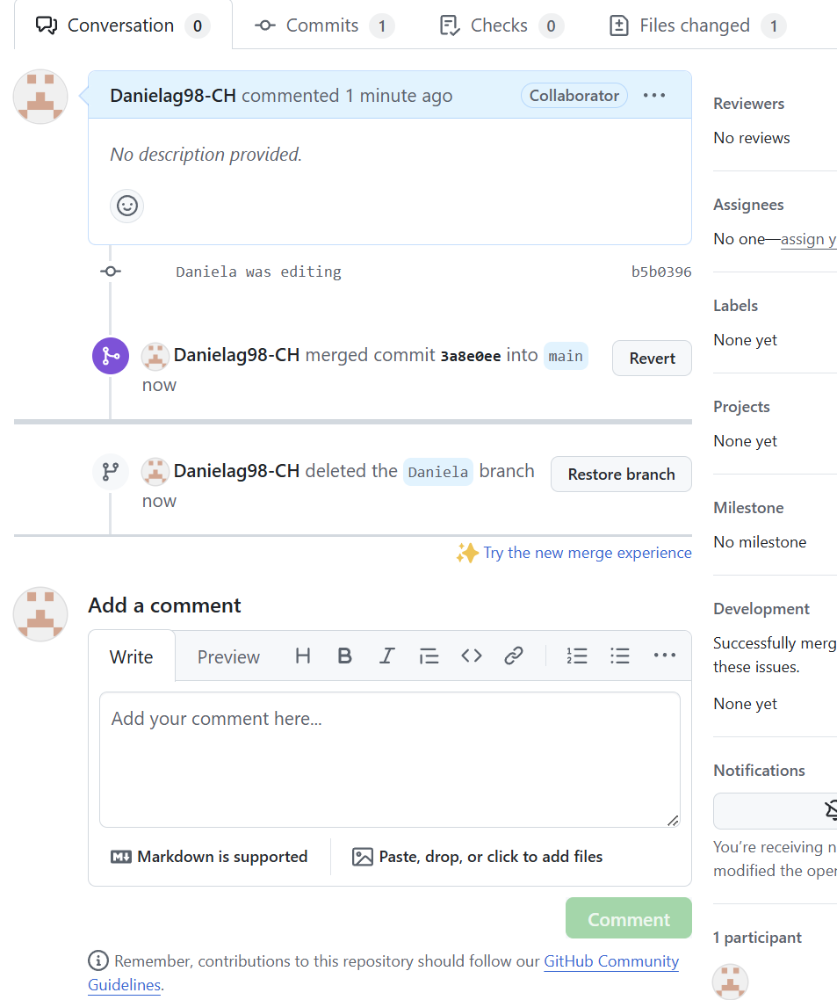 Conversation 0 Commits 1 Checks 0 Files changed 1
Danielag98-CH commented 1 minute ago Collaborator
No description provided.
Daniela was editing b5b0396
Danielag98-CH merged commit 3a8e0ee into main Revert
now
Danielag98-CH deleted the Daniela branch Restore branch
now
Try the new merge experience
Add a comment
Write Preview
Add your comment here...
Markdown is supported Paste, drop, or click to add files
Comment
Remember, contributions to this repository should follow our GitHub Community
Guidelines.
Reviewers
No reviews
Assignees
No one—assign y
Labels
None yet
Projects
None yet
Milestone
No milestone
Development
Successfully merg
these issues.
None yet
Notifications
You’re receiving n
modified the oper
1 participant